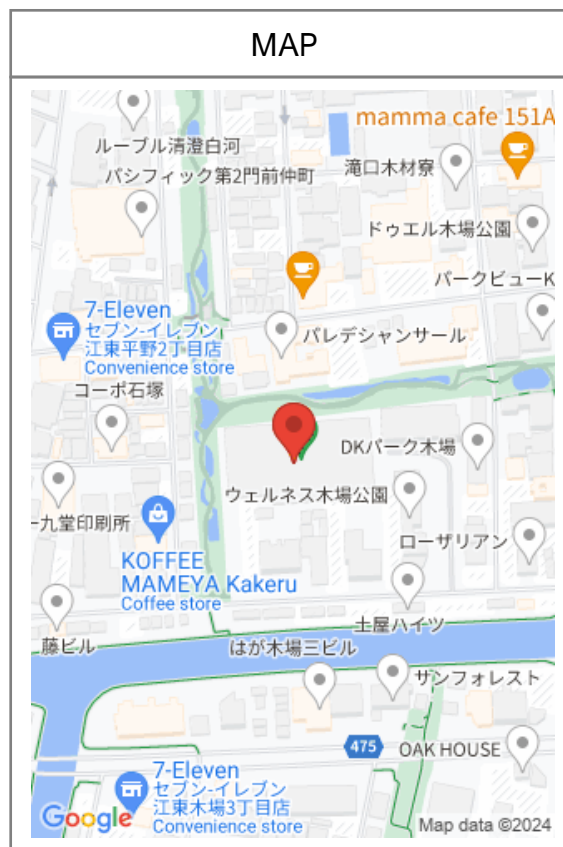 MAP
mamma cafe 151A
ルーブル清澄白河
滝口木材寮
パシフィック第2門前仲町
ドゥエル木場公園
パークビューK
7-Eleven
セブン-イレブン
江東平野2丁目店
Convenience store
パレデシャンサール
コーポ石塚
DKパーク木場
ウェルネス木場公園
一九堂印刷所
ローザリアン
KOFFEE
MAMEYA Kakeru
Coffee store
土屋ハイツ
藤ビル
はが木場三ビル
サンフォレスト
475
OAK HOUSE
7-Eleven
セブン-イレブン
江東木場3丁目店
Convenience store
Google
Map data ©2024